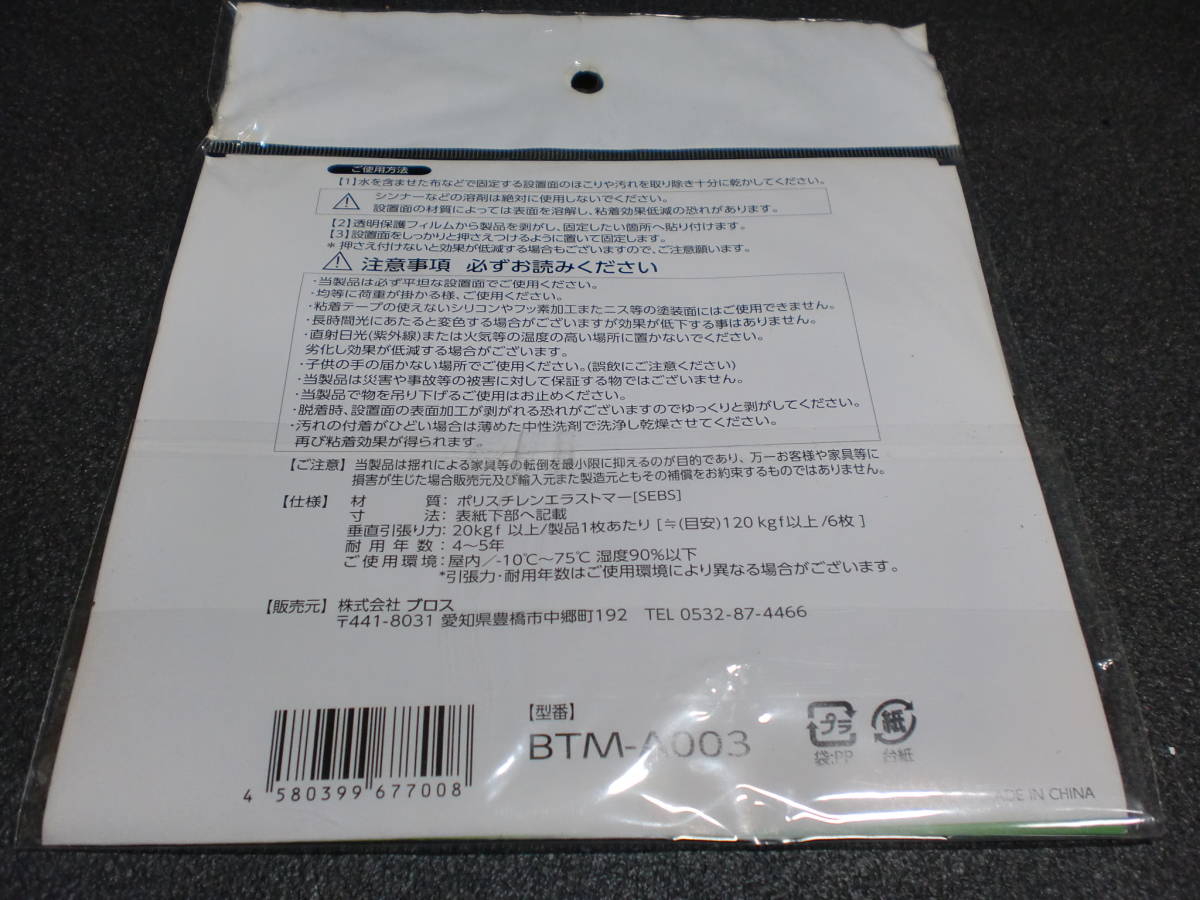 ご使用方法
【1】水を含ませた布などで固定する設置面のほこりや汚れを取り除き十分に乾かしてください。
シンナーなどの溶剤は絶対に使用しないでください。
設置面の材質によっては表面を溶解し、粘着効果低減の恐れがあります。
【2】透明保護フィルムから製品を剥がし、固定したい箇所へ貼り付けます。
【3】設置面をしっかりと押さえつけるように置いて固定します。
* 押さえ付けないと効果が低減する場合もございますので、ご注意願います。
注意事項 必ずお読みください
・当製品は必ず平坦な設置面でご使用ください。
・均等に荷重が掛かる様、ご使用ください。
・粘着テープの使えないシリコンやフッ素加工またニス等の塗装面にはご使用できません。
・長時間光にあたると変色する場合がございますが効果が低下する事はありません。
・直射日光(紫外線)または火気等の温度の高い場所に置かないでください。
劣化し効果が低減する場合がございます。
・子供の手の届かない場所でご使用ください。(誤飲にご注意ください)
・当製品は災害や事故等の被害に対して保証する物ではございません。
・当製品で物を吊り下げるご使用はお止めください。
・脱着時、設置面の表面加工が剥がれる恐れがございますのでゆっくりと剥がしてください。
・汚れの付着がひどい場合は薄めた中性洗剤で洗浄し乾燥させてください。
再び粘着効果が得られます。
【ご注意】当製品は揺れによる家具等の転倒を最小限に抑えるのが目的であり、万一お客様や家具等に
損害が生じた場合販売元及び輸入元また製造元ともその補償をお約束するものではありません。
【仕様】 材 質：ポリスチレンエラストマー[SEBS]
寸 法：表紙下部へ記載
垂直引張り力：20kgf 以上/製品1枚あたり [≒(目安)120kgf以上/6枚 ]
耐用年数：4〜5年
ご使用環境：屋内／-10℃〜75℃ 湿度90%以下
*引張力・耐用年数はご使用環境により異なる場合がございます。
【販売元】 株式会社 ブロス
〒441-8031 愛知県豊橋市中郷町192 TEL 0532-87-4466
【型番】
BTM-A003
プラ
袋:PP
紙
台紙
4 580399 677008
MADE IN CHINA